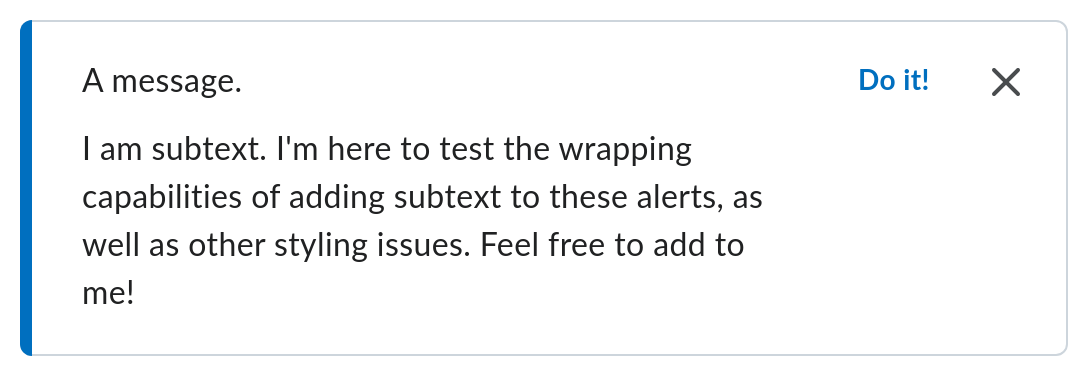 A message.
Do it!
I am subtext. I'm here to test the wrapping
capabilities of adding subtext to these alerts, as
well as other styling issues. Feel free to add to
me!